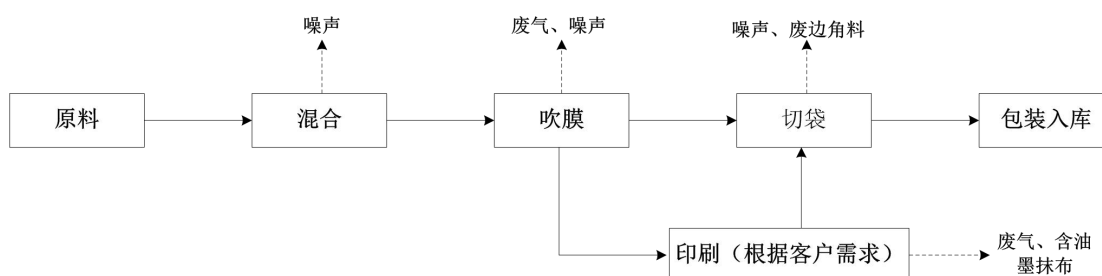 噪声
废气、噪声
噪声、废边角料
原料
混合
吹膜
切袋
包装入库
印刷（根据客户需求）
废气、含油
墨抹布